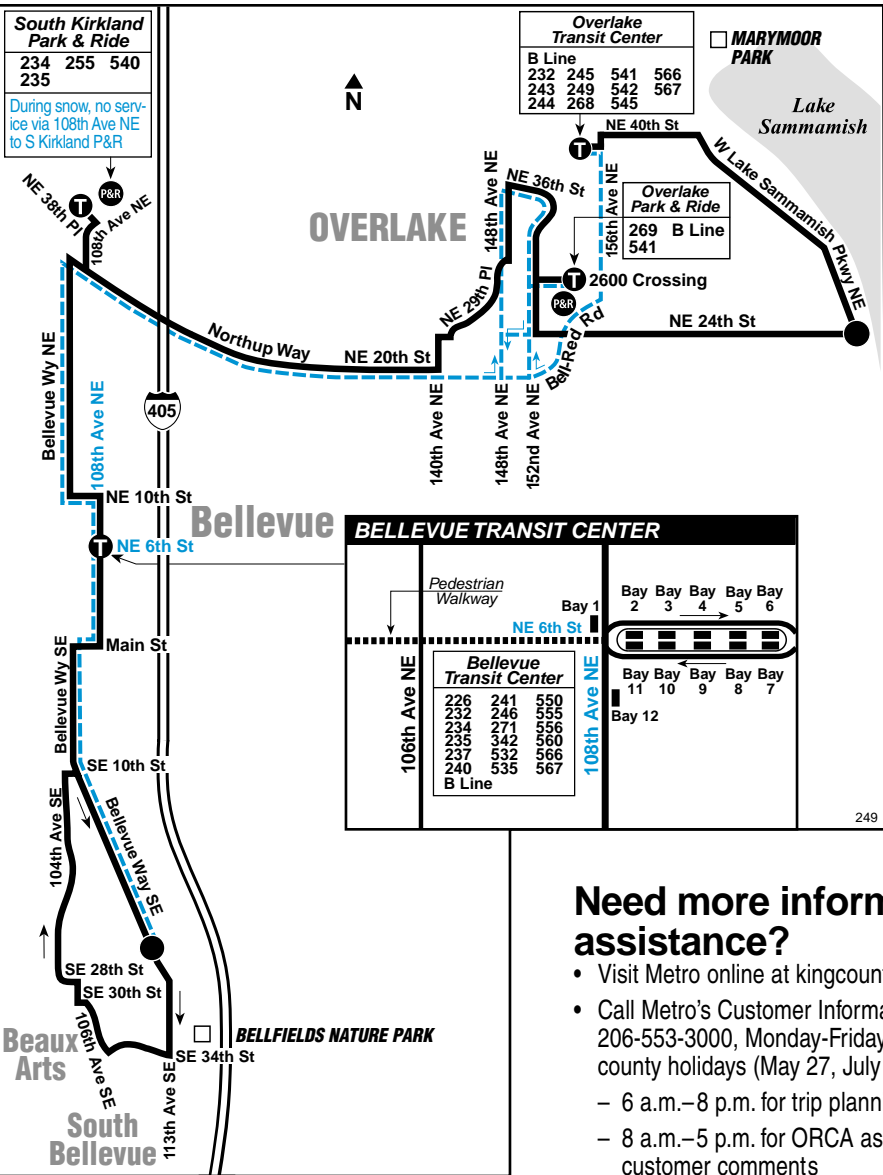 South Kirkland
Park & Ride
234 255 540
235
During snow, no serv-
ice via 108th Ave NE
to S Kirkland P&R
Overlake
Transit Center
B Line
232 245 541 566
243 249 542 567
244 268 545
MARYMOOR
PARK
Lake
Sammamish
N
NE 40th St
T
W Lake Sammamish Pkwy NE
NE 38th Pl
T
P&R
108th Ave NE
148th Ave NE
NE 36th St
156th Ave NE
Overlake
Park & Ride
269 B Line
541
OVERLAKE
T
2600 Crossing
P&R
NE 29th Pl
Bell-Red Rd
NE 24th St
Northup Way
NE 20th St
Bellevue Wy NE
108th Ave NE
405
140th Ave NE
148th Ave NE
152nd Ave NE
NE 10th St
Bellevue
T
NE 6th St
Main St
Bellevue Wy SE
SE 10th St
104th Ave SE
Bellevue Way SE
SE 28th St
SE 30th St
106th Ave SE
Beaux
Arts
SE 34th St
113th Ave SE
South
Bellevue
BELLFIELDS NATURE PARK
BELLEVUE TRANSIT CENTER
Pedestrian
Walkway
Bay 1
NE 6th St
Bay Bay Bay Bay Bay
2 3 4 5 6
Bay Bay Bay Bay Bay
11 10 9 8 7
Bay 12
106th Ave NE
108th Ave NE
Bellevue
Transit Center
226 241 550
232 246 555
234 271 556
235 342 560
237 532 566
240 535 567
B Line
249
Need more inform
assistance?
• Visit Metro online at kingcount
• Call Metro's Customer Informa
206-553-3000, Monday-Friday
county holidays (May 27, July
– 6 a.m.–8 p.m. for trip plann
– 8 a.m.–5 p.m. for ORCA as
customer comments